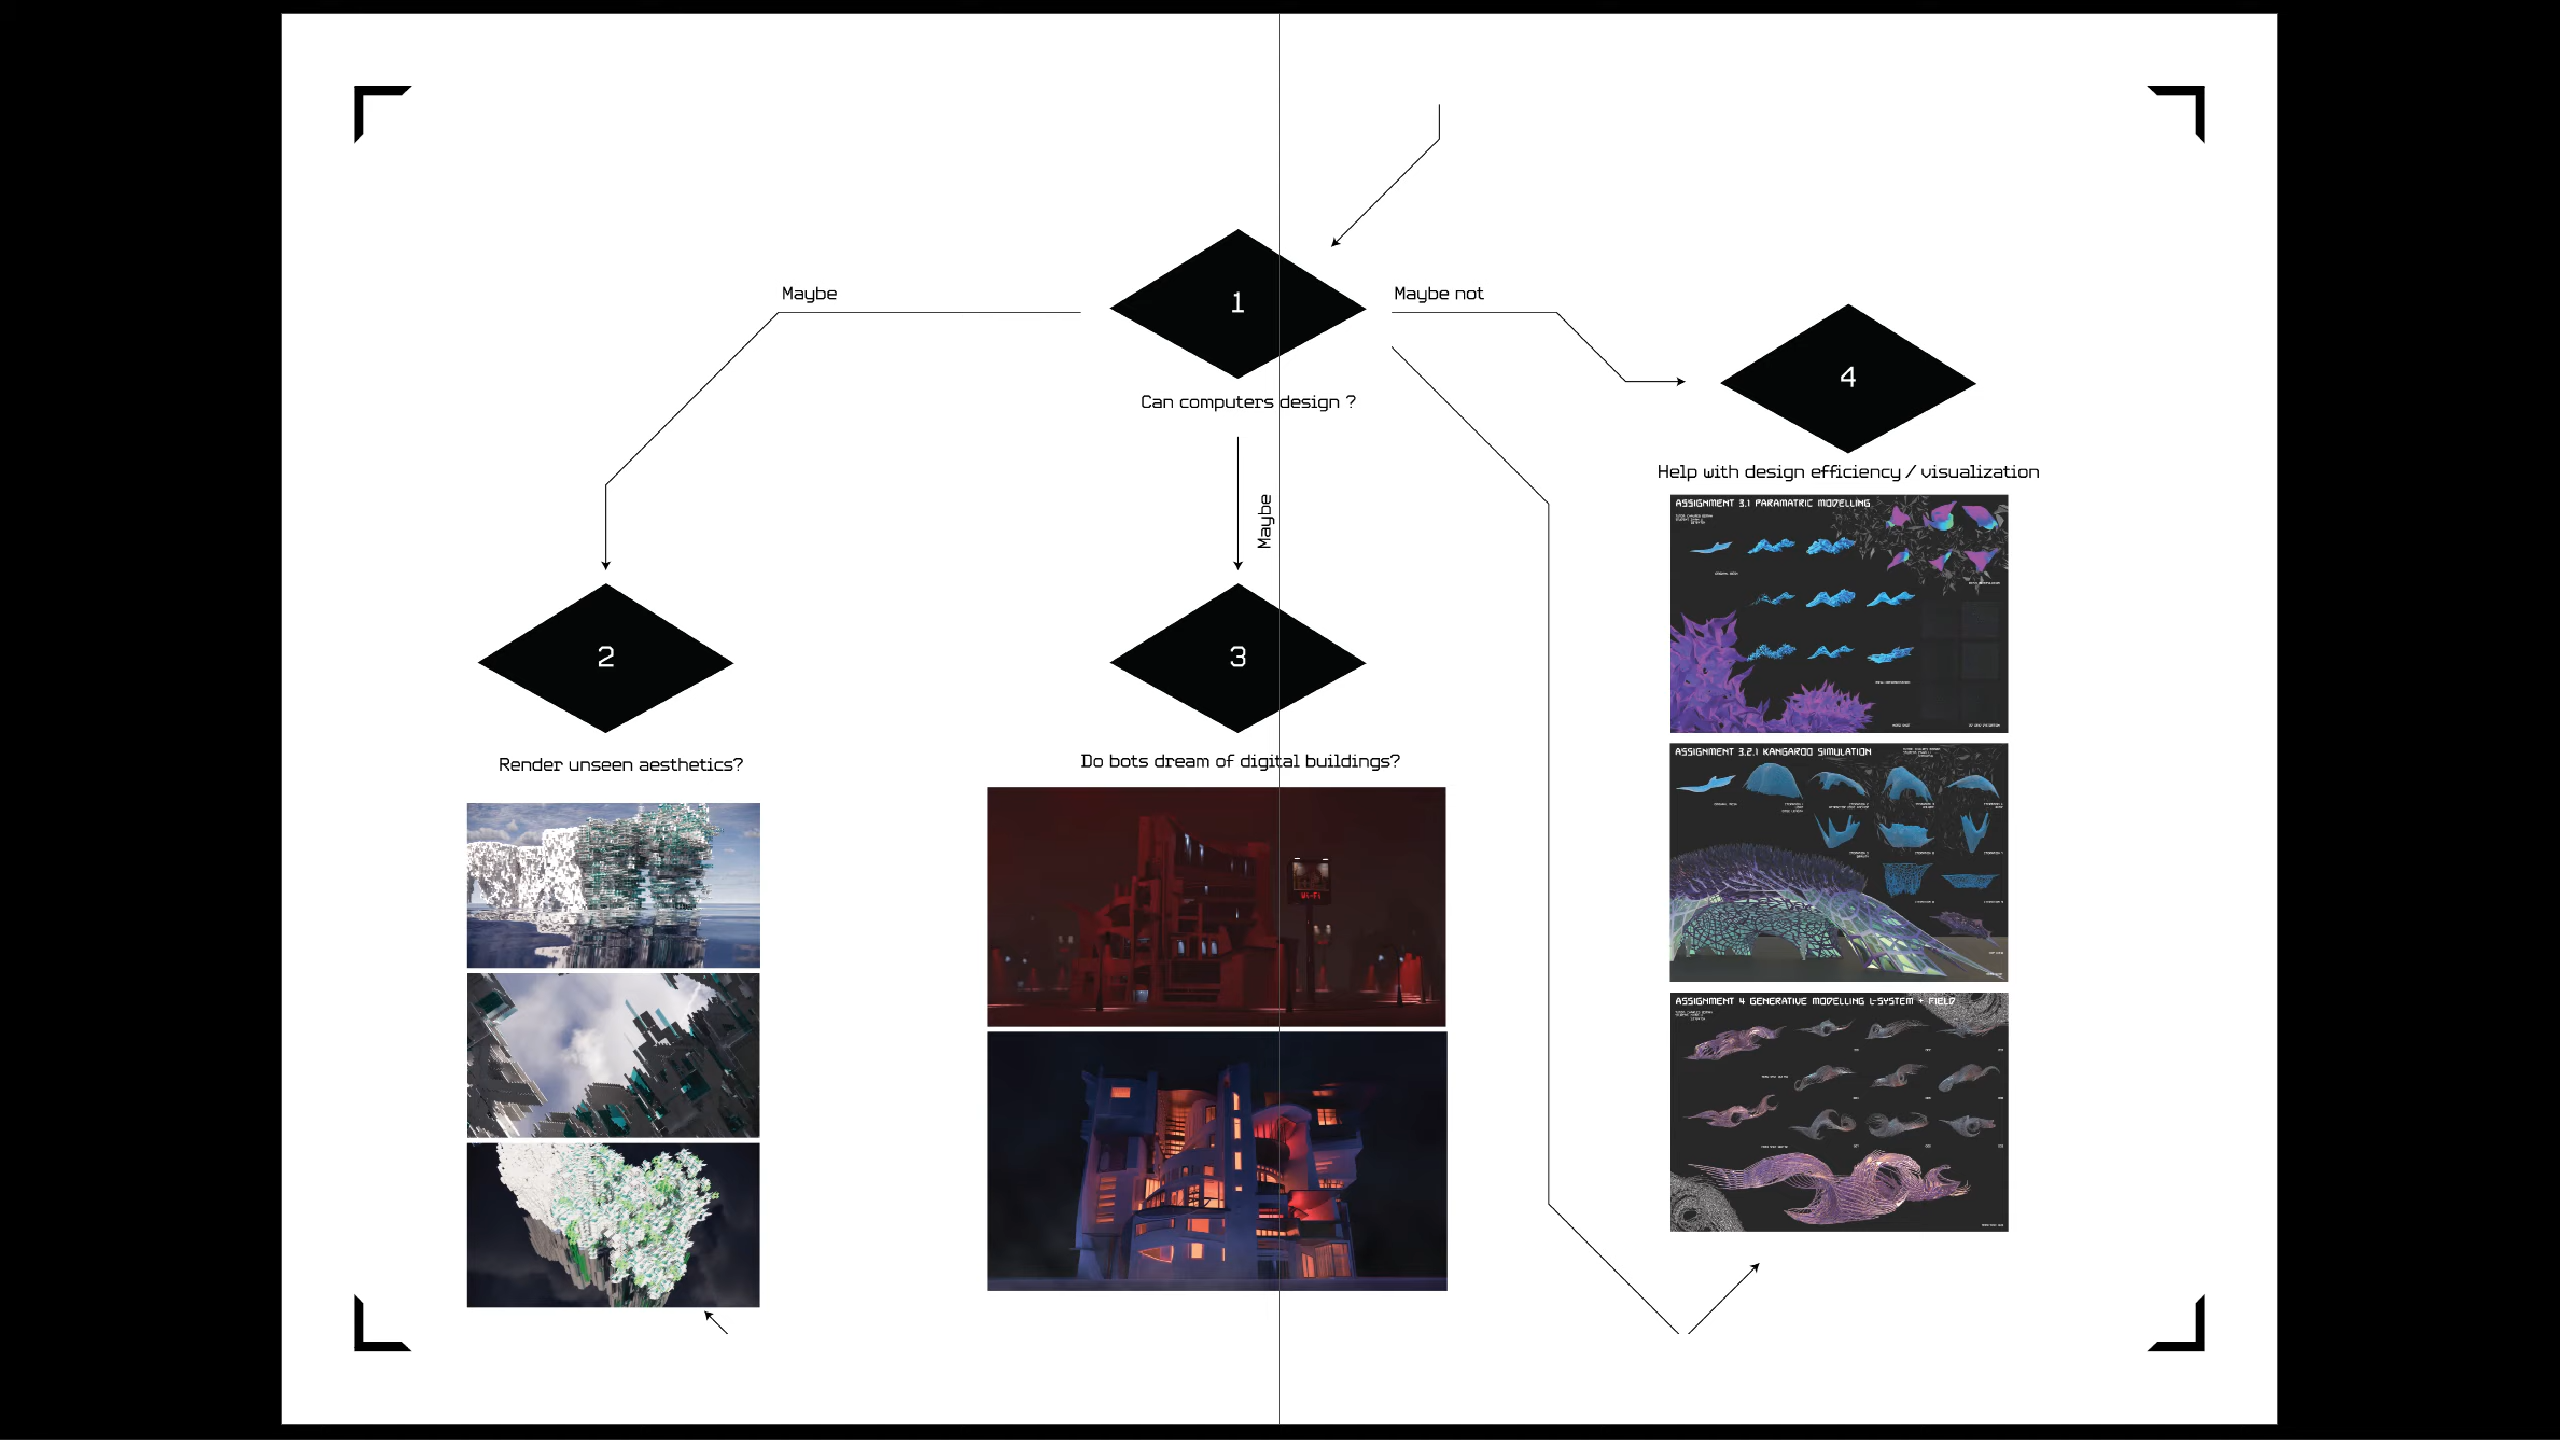 1
Maybe
Maybe not
4
Can computers design ?
Help with design efficiency / visualization
ASSIGNMENT 3.1 PARAMATRIC MODELLING
Maybe
2
3
Render unseen aesthetics?
Do bots dream of digital buildings?
ASSIGNMENT 3.2.1 KANGAROO SIMULATION
ASSIGNMENT 4 GENERATIVE MODELLING L-SYSTEM + FIELD